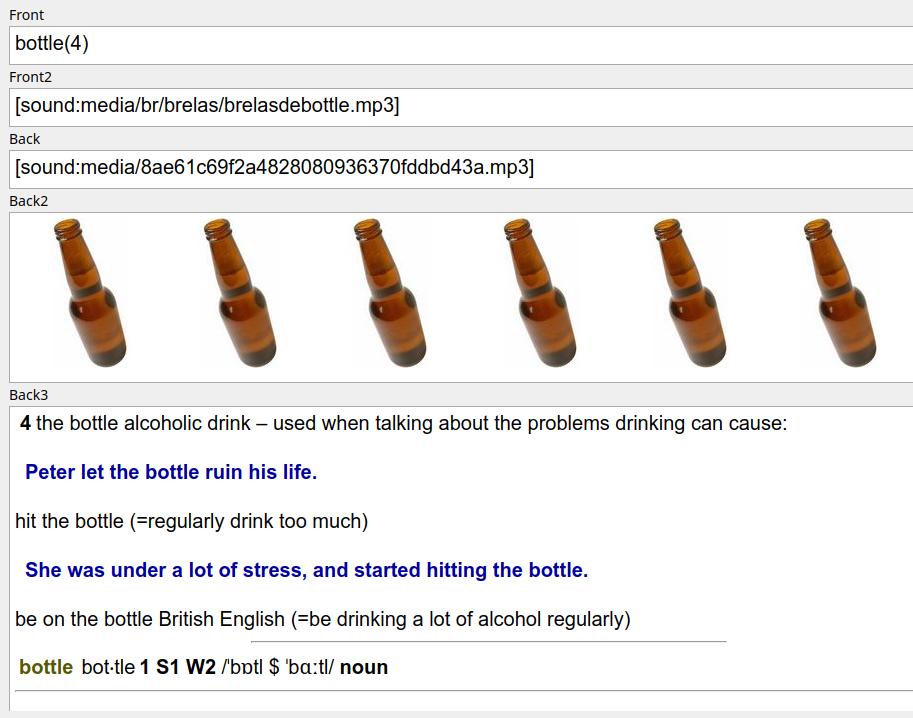 Front
bottle(4)
Front2
[sound:media/br/brelas/brelasdebottle.mp3]
Back
[sound:media/8ae61c69f2a4828080936370fddbd43a.mp3]
Back2
Back3
4 the bottle alcoholic drink – used when talking about the problems drinking can cause:
Peter let the bottle ruin his life.
hit the bottle (=regularly drink too much)
She was under a lot of stress, and started hitting the bottle.
be on the bottle British English (=be drinking a lot of alcohol regularly)
bottle bot‧tle 1 S1 W2 /ˈbɒtl $ ˈbɑːtl/ noun